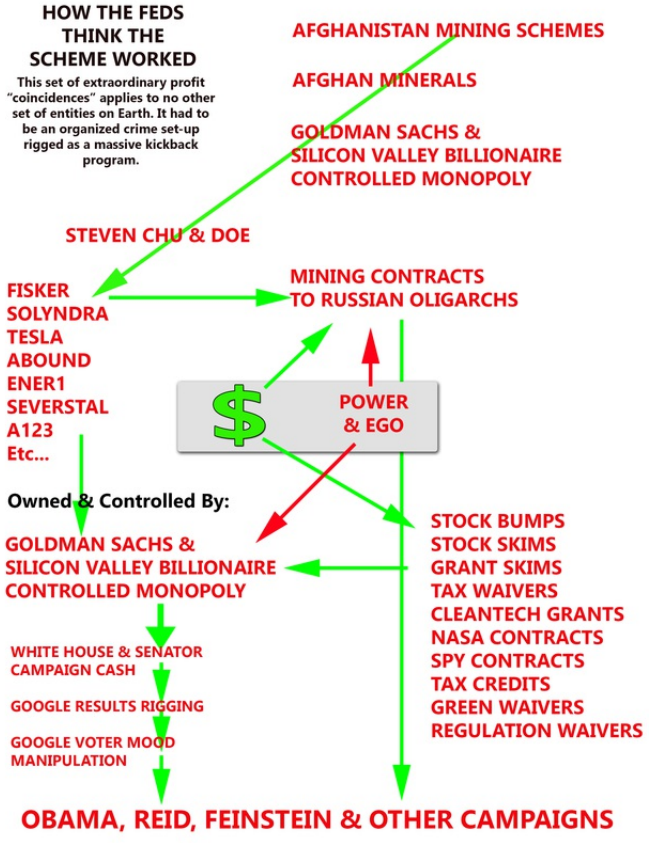 HOW THE FEDS
THINK THE
SCHEME WORKED
This set of extraordinary profit
“coincidences” applies to no other
set of entities on Earth. It had to
be an organized crime set-up
rigged as a massive kickback
program.
AFGHANISTAN MINING SCHEMES
AFGHAN MINERALS
GOLDMAN SACHS &
SILICON VALLEY BILLIONAIRE
CONTROLLED MONOPOLY
STEVEN CHU & DOE
FISKER
SOLYNDRA
TESLA
ABOUND
ENER1
SEVERSTAL
A123
Etc...
MINING CONTRACTS
TO RUSSIAN OLIGARCHS
$
POWER
& EGO
Owned & Controlled By:
GOLDMAN SACHS &
SILICON VALLEY BILLIONAIRE
CONTROLLED MONOPOLY
STOCK BUMPS
STOCK SKIMS
GRANT SKIMS
TAX WAIVERS
CLEANTECH GRANTS
NASA CONTRACTS
SPY CONTRACTS
TAX CREDITS
GREEN WAIVERS
REGULATION WAIVERS
WHITE HOUSE & SENATOR
CAMPAIGN CASH
GOOGLE RESULTS RIGGING
GOOGLE VOTER MOOD
MANIPULATION
OBAMA, REID, FEINSTEIN & OTHER CAMPAIGNS